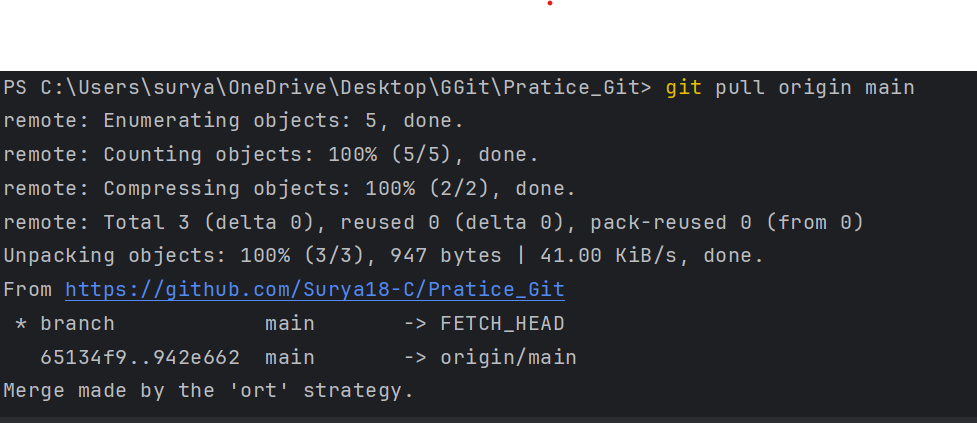 PS C:\Users\surya\OneDrive\Desktop\GGit\Pratice_Git> git pull origin main
remote: Enumerating objects: 5, done.
remote: Counting objects: 100% (5/5), done.
remote: Compressing objects: 100% (2/2), done.
remote: Total 3 (delta 0), reused 0 (delta 0), pack-reused 0 (from 0)
Unpacking objects: 100% (3/3), 947 bytes | 41.00 KiB/s, done.
From https://github.com/Surya18-C/Pratice_Git
 * branch            main       -> FETCH_HEAD
   65134f9..942e662  main       -> origin/main
Merge made by the 'ort' strategy.